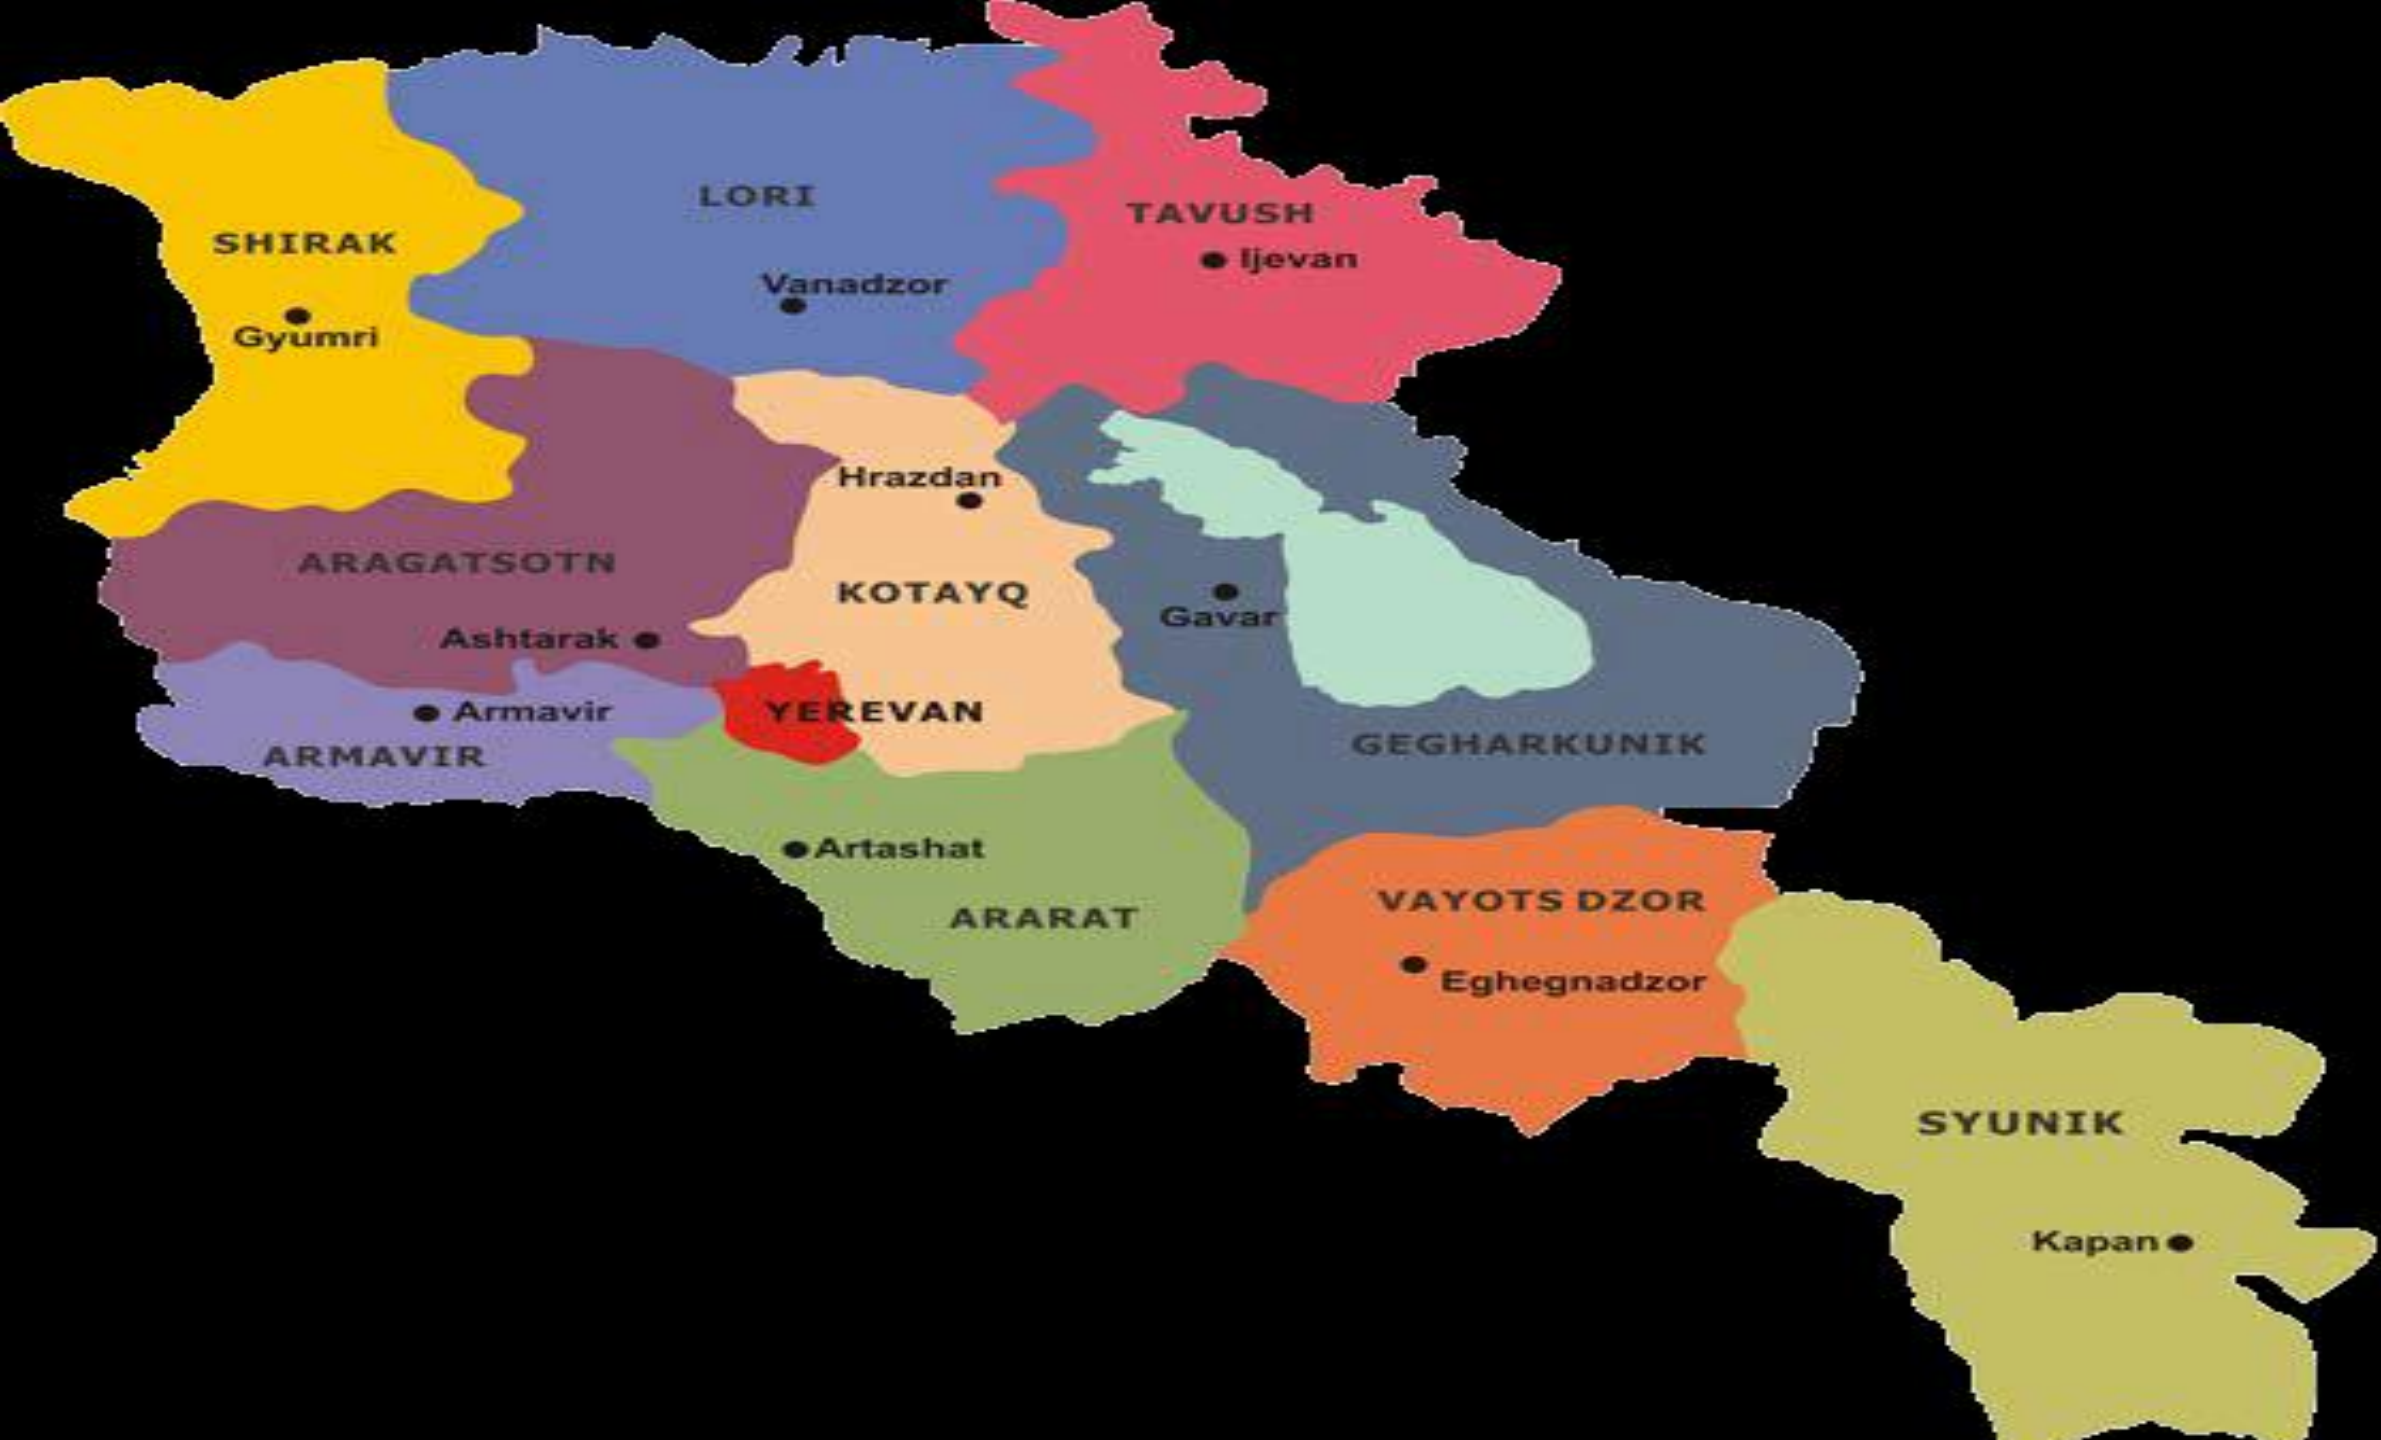 LORI
TAVUSH
SHIRAK
Ijevan
Vanadzor
Gyumri
Hrazdan
ARAGATSOTN
KOTAYQ
Gavar
Ashtarak
Armavir
YEREVAN
GEGHARKUNIK
ARMAVIR
Artashat
VAYOTS DZOR
ARARAT
Eghegnadzor
SYUNIK
Kapan